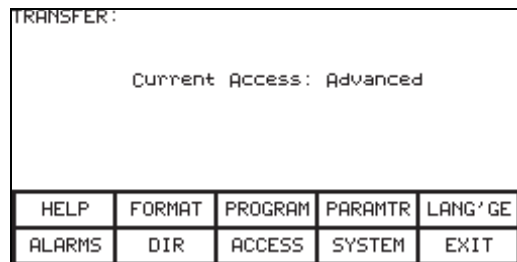 TRANSFER:
Current Access: Advanced
HELP FORMAT PROGRAM PARAMTR LANG'GE
ALARMS DIR ACCESS SYSTEM EXIT